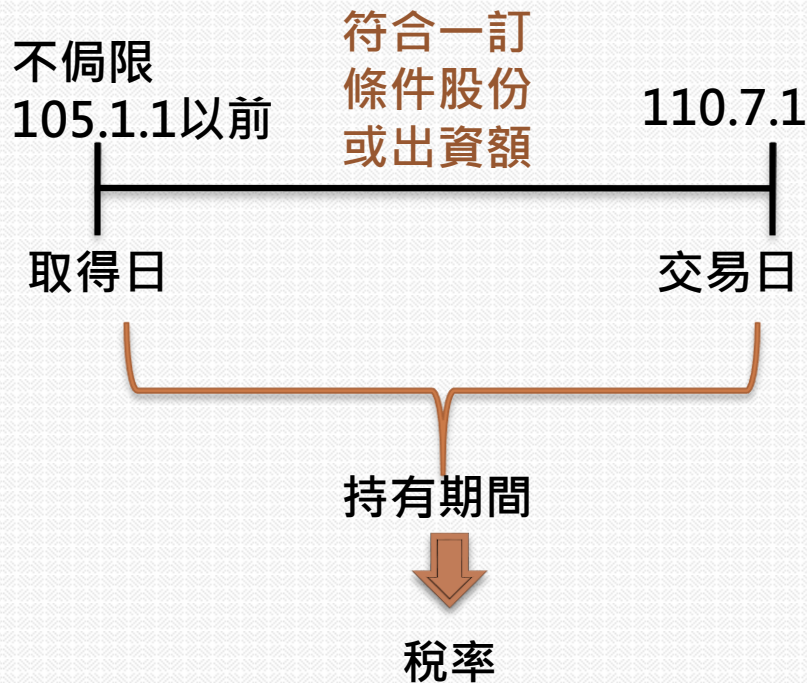 不侷限
105.1.1以前
符合一訂
條件股份
或出資額
110.7.1
取得日
交易日
持有期間
稅率